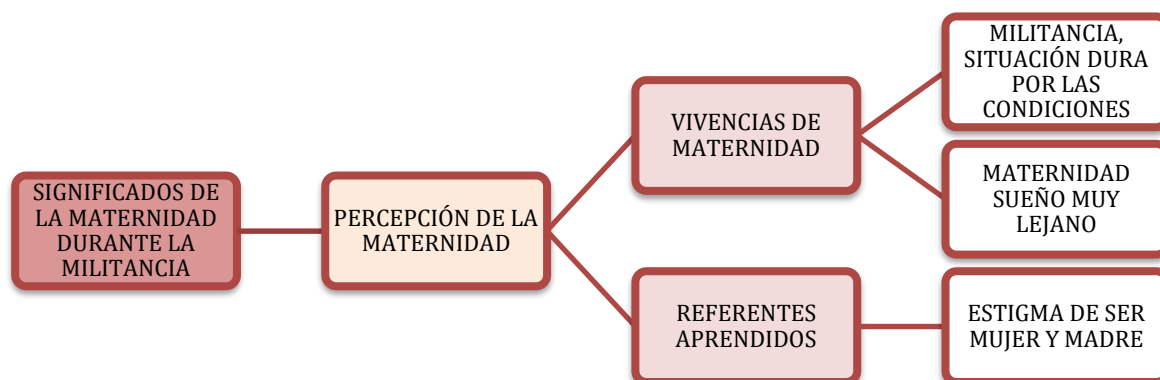 SIGNIFICADOS DE
LA MATERNIDAD
DURANTE LA
MILITANCIA
PERCEPCIÓN DE LA
MATERNIDAD
VIVENCIAS DE
MATERNIDAD
MILITANCIA,
SITUACIÓN DURA
POR LAS
CONDICIONES
MATERNIDAD
SUEÑO MUY
LEJANO
REFERENTES
APRENDIDOS
ESTIGMA DE SER
MUJER Y MADRE